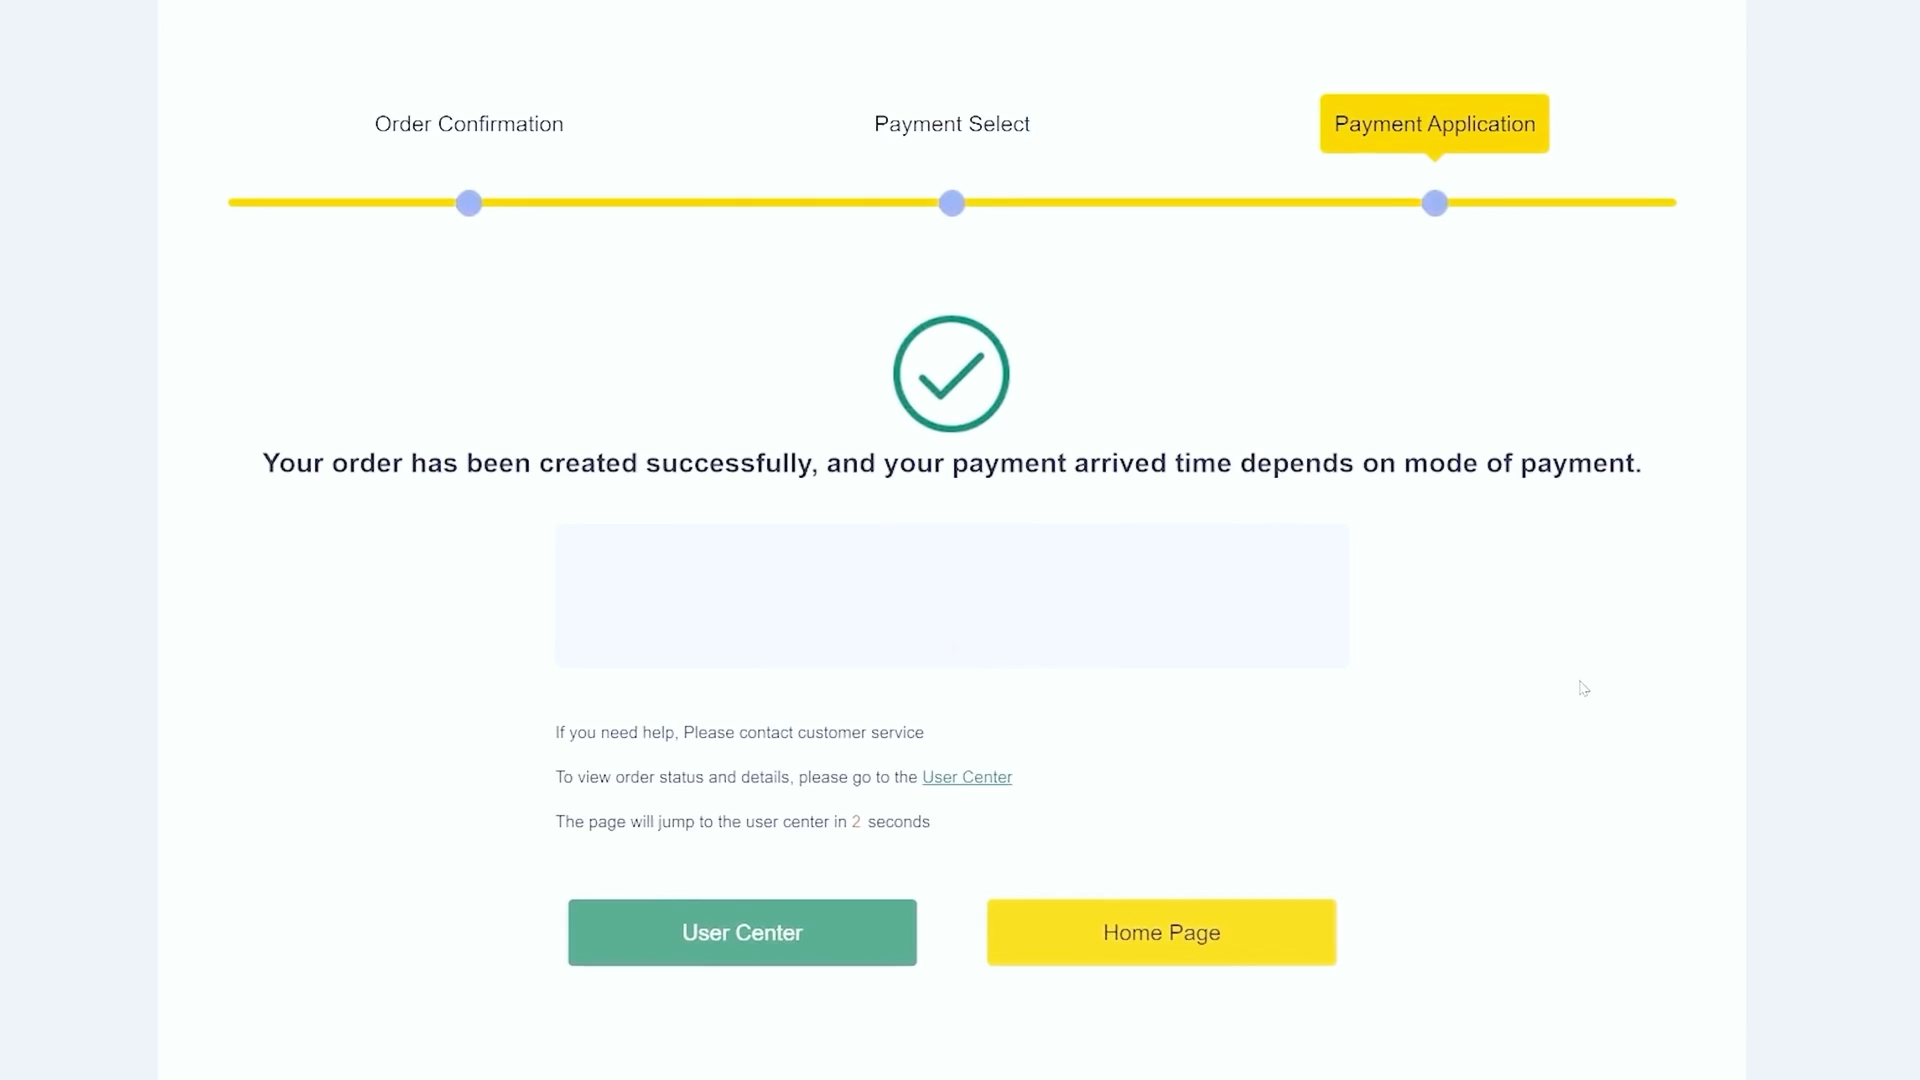 Order Confirmation
Payment Select
Payment Application
Your order has been created successfully, and your payment arrived time depends on mode of payment.
If you need help, Please contact customer service
To view order status and details, please go to the User Center
The page will jump to the user center in 2 seconds
User Center
Home Page